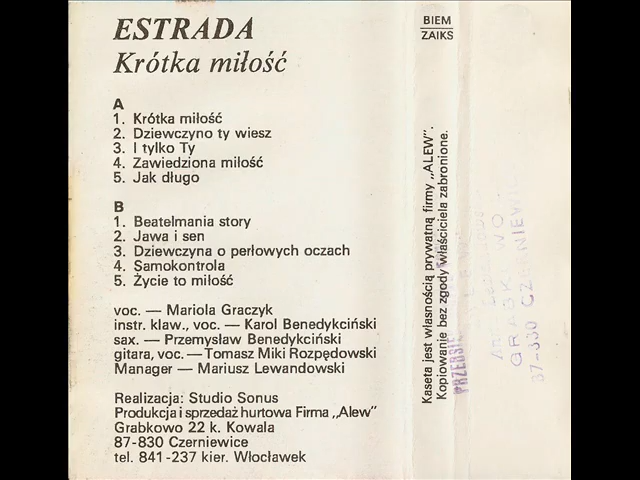 ESTRADA
Krótka miłość
A
1. Krótka miłość
2. Dziewczyno ty wiesz
3. I tylko Ty
4. Zawiedziona miłość
5. Jak długo
B
1. Beatelmania story
2. Jawa i sen
3. Dziewczyna o perłowych oczach
4. Samokontrola
5. Życie to miłość
voc. — Mariola Graczyk
instr. klaw., voc. — Karol Benedykciński
sax. — Przemysław Benedykciński
gitara, voc. — Tomasz Miki Rozpędowski
Manager — Mariusz Lewandowski
Realizacja: Studio Sonus
Produkcja i sprzedaż hurtowa Firma „Alew"
Grabkowo 22 k. Kowala
87-830 Czerniewice
tel. 841-237 kier. Włocławek
BIEM
ZAIKS
Kaseta jest własnością prywatną firmy „ALEW".
Kopiowanie bez zgody właściciela zabronione.
87-830